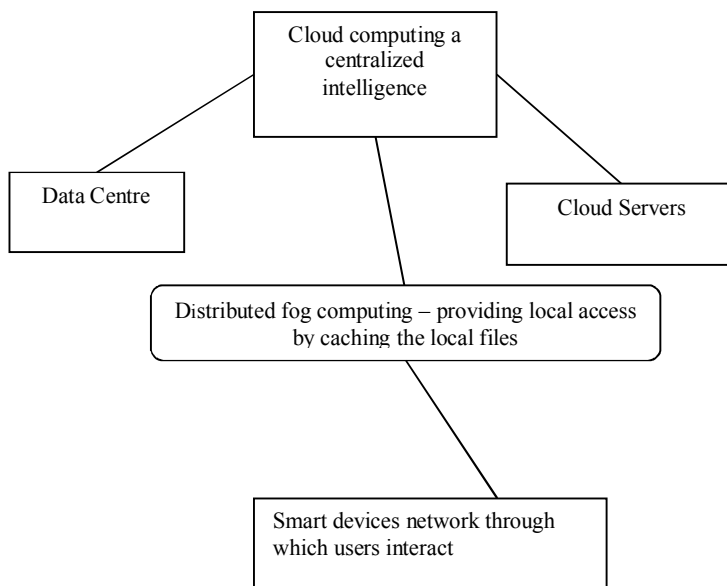 Cloud computing a
centralized
intelligence
Data Centre
Cloud Servers
Distributed fog computing – providing local access
by caching the local files
Smart devices network through
which users interact